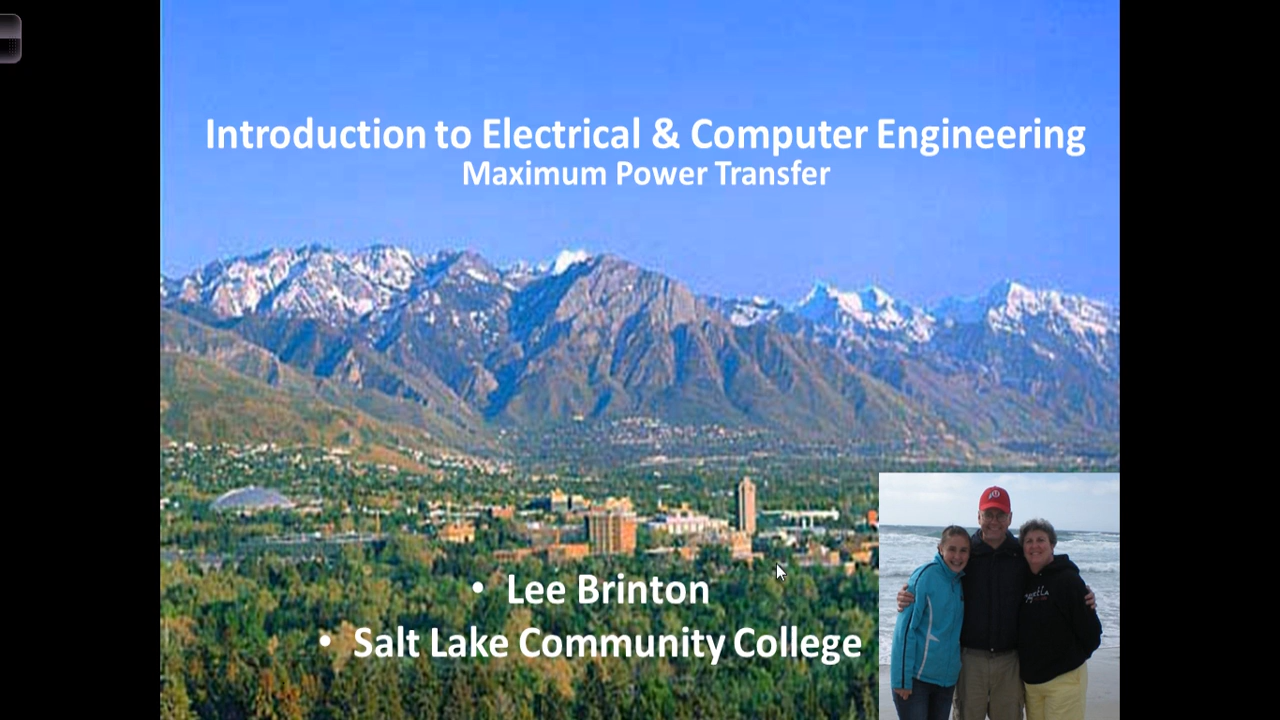 Introduction to Electrical & Computer Engineering
Maximum Power Transfer
• Lee Brinton
• Salt Lake Community College